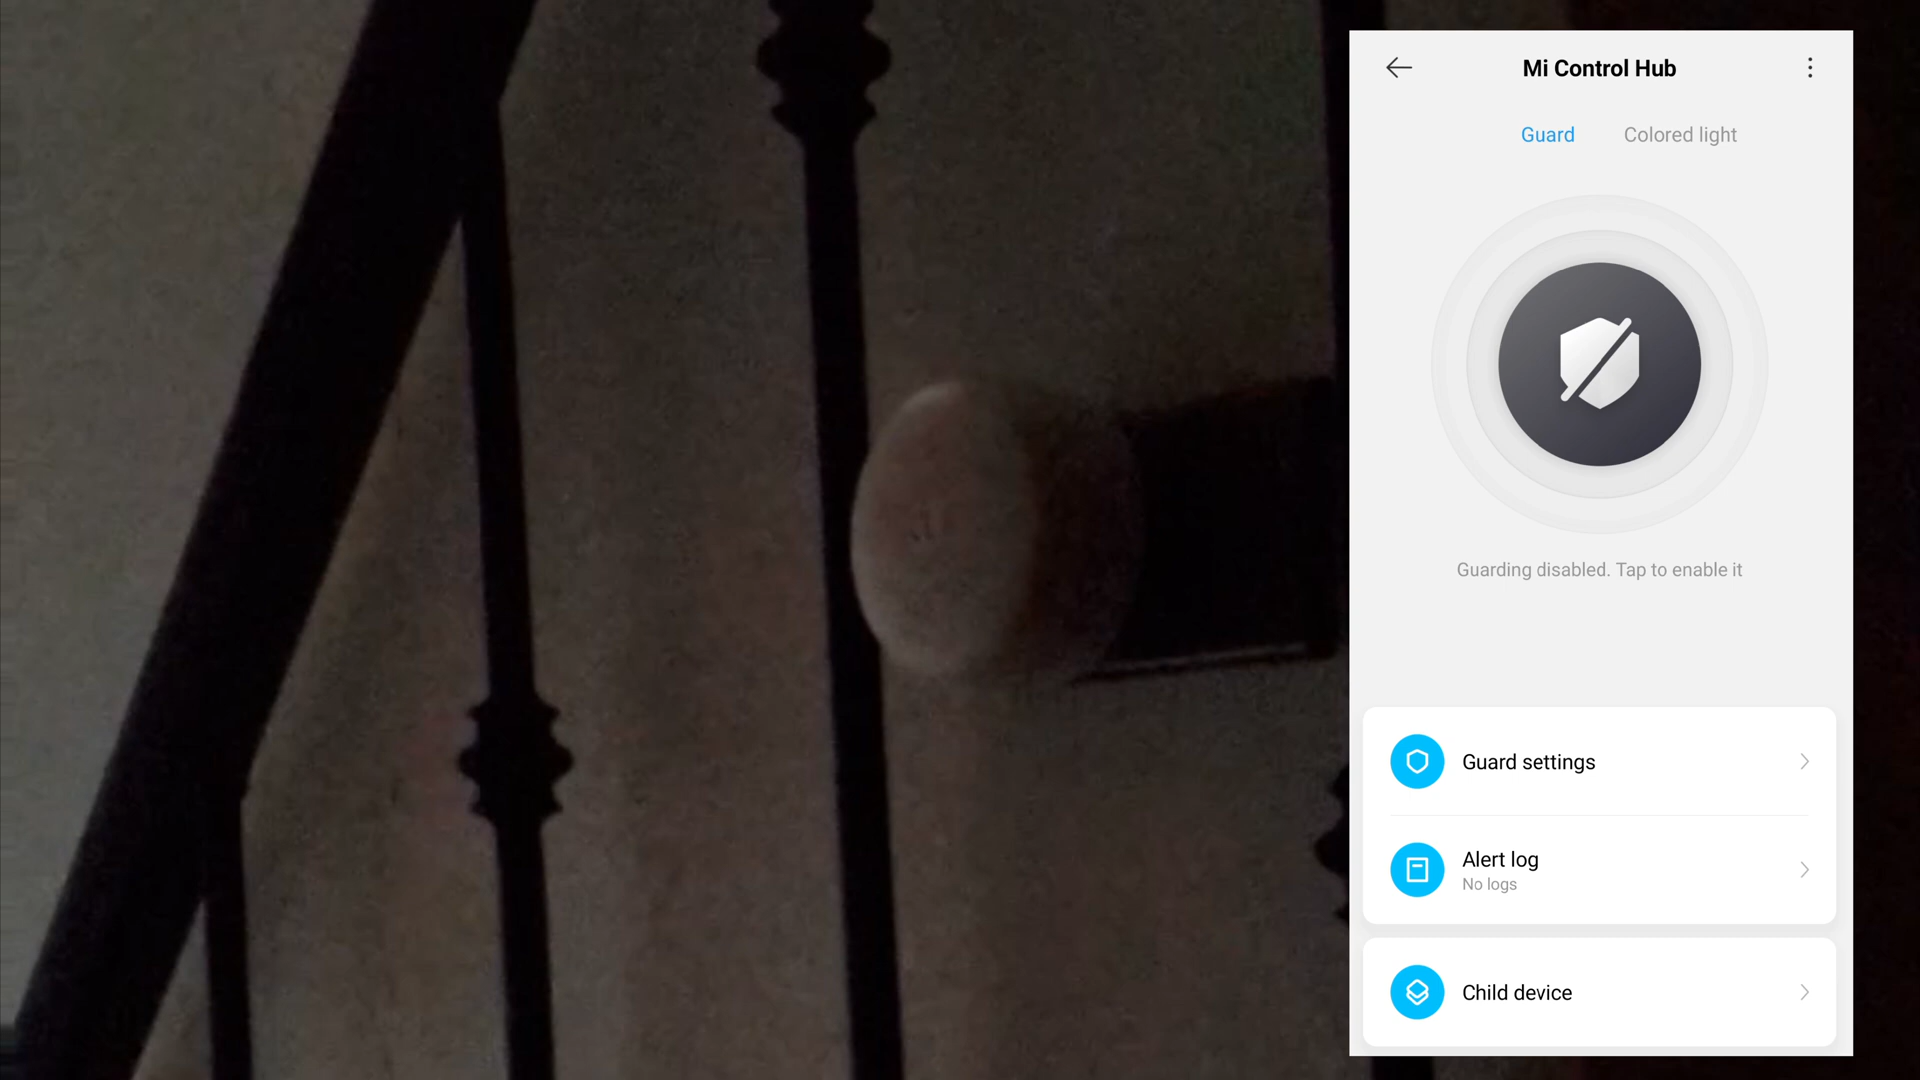 Mi Control Hub
Guard Colored light
Guarding disabled. Tap to enable it
Guard settings
Alert log
No logs
Child device